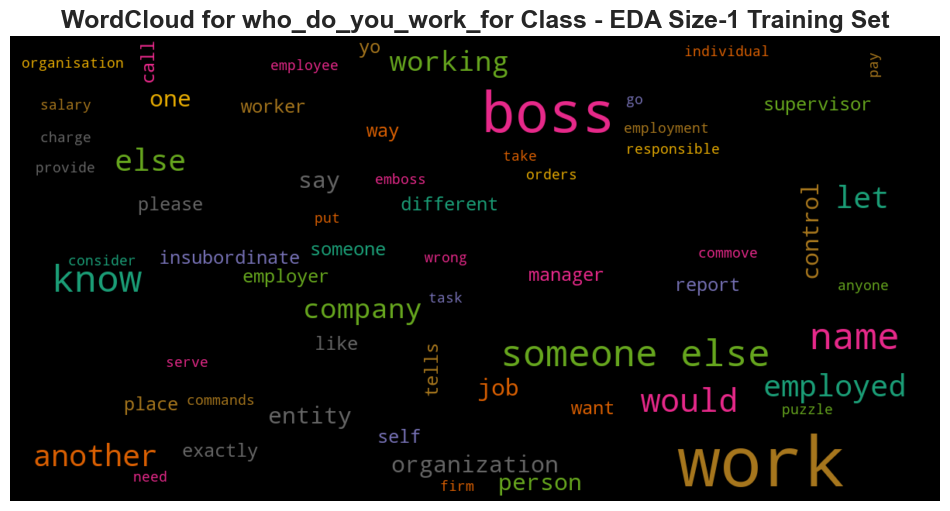 WordCloud for who_do_you_work_for Class - EDA Size-1 Training Set
organisation
call
employee
yo
working
individual
pay
salary
one
worker
boss
go
supervisor
charge
way
employment
provide
else
take
responsible
say
emboss
orders
please
different
control
let
put
consider
insubordinate
someone
wrong
commove
know
employer
manager
report
anyone
company
task
like
name
serve
tells
someone else
job
employed
place
commands
entity
want
would
puzzle
another
exactly
self
need
organization
firm
person
work